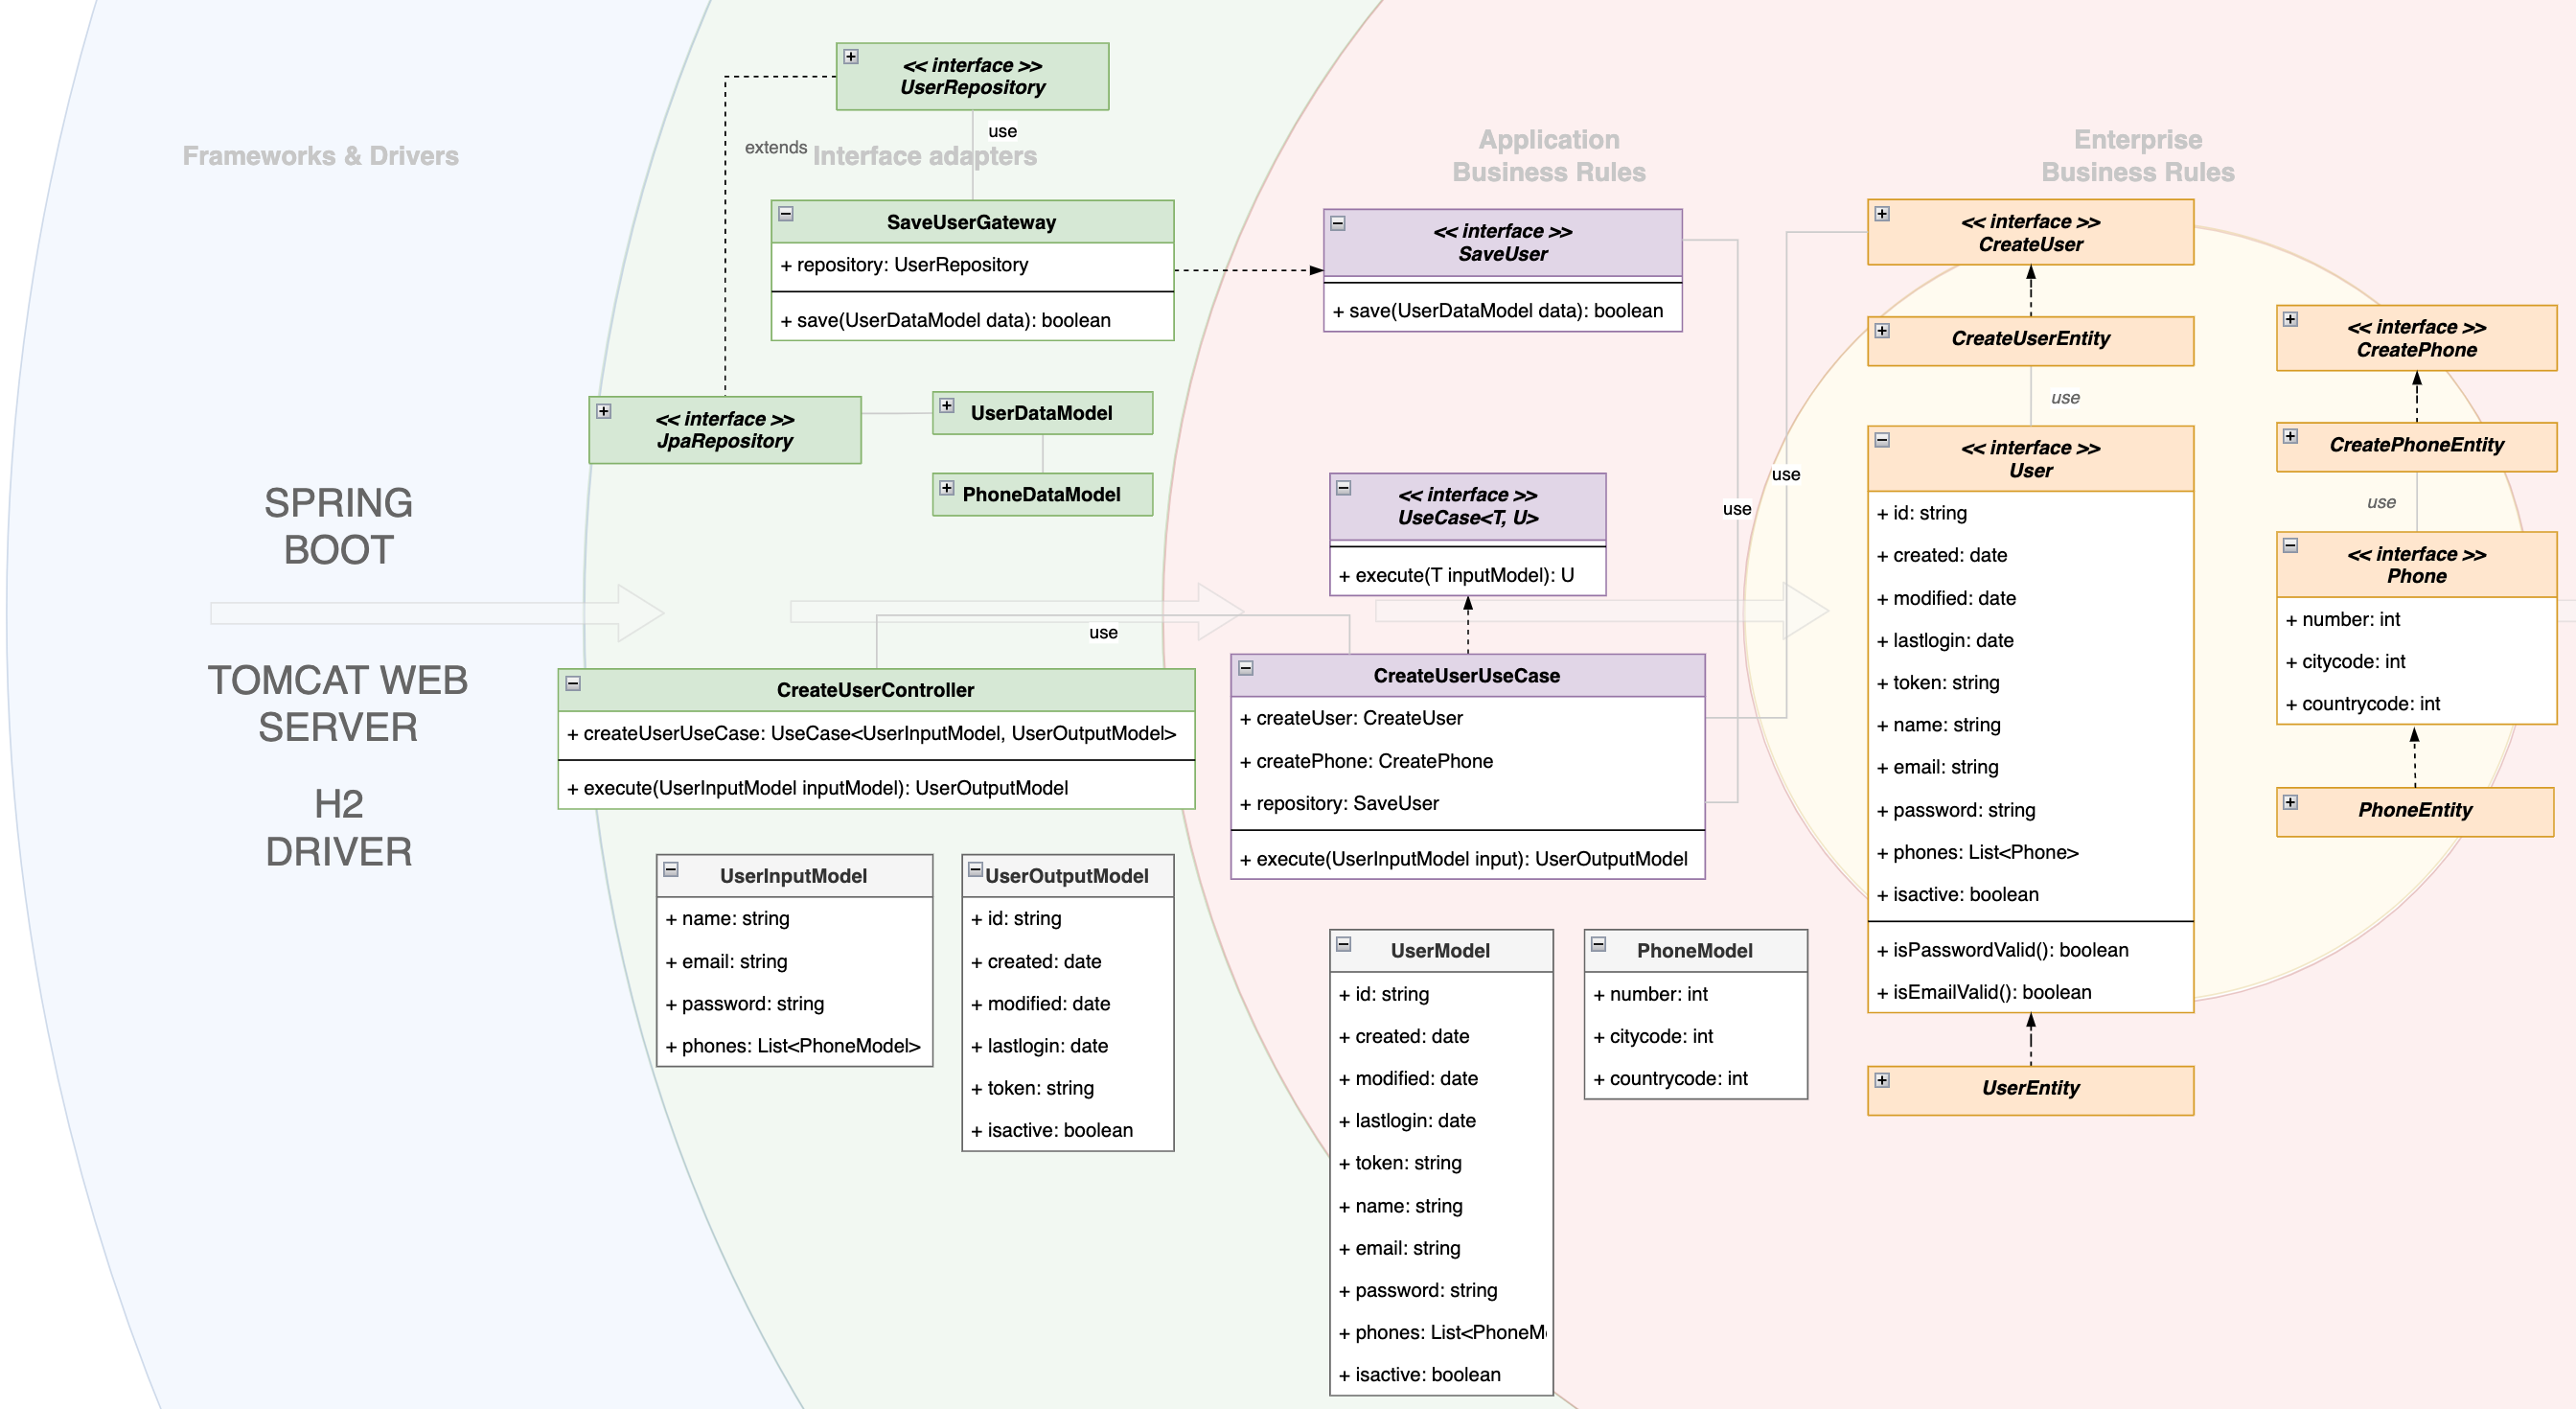 Frameworks & Drivers
SPRING
BOOT
TOMCAT WEB
SERVER
H2
DRIVER
Interface adapters
<< interface >>
UserRepository
use
extends
SaveUserGateway
+ repository: UserRepository
+ save(UserDataModel data): boolean
<< interface >>
JpaRepository
UserDataModel
PhoneDataModel
use
CreateUserController
+ createUserUseCase: UseCase<UserInputModel, UserOutputModel>
+ execute(UserInputModel inputModel): UserOutputModel
UserInputModel
+ name: string
+ email: string
+ password: string
+ phones: List<PhoneModel>
UserOutputModel
+ id: string
+ created: date
+ modified: date
+ lastlogin: date
+ token: string
+ isactive: boolean
Application
Business Rules
<< interface >>
SaveUser
+ save(UserDataModel data): boolean
<< interface >>
UseCase<T, U>
+ execute(T inputModel): U
use
use
CreateUserUseCase
+ createUser: CreateUser
+ createPhone: CreatePhone
+ repository: SaveUser
+ execute(UserInputModel input): UserOutputModel
UserModel
+ id: string
+ created: date
+ modified: date
+ lastlogin: date
+ token: string
+ name: string
+ email: string
+ password: string
+ phones: List<PhoneM
+ isactive: boolean
PhoneModel
+ number: int
+ citycode: int
+ countrycode: int
Enterprise
Business Rules
<< interface >>
CreateUser
CreateUserEntity
use
<< interface >>
User
+ id: string
+ created: date
+ modified: date
+ lastlogin: date
+ token: string
+ name: string
+ email: string
+ password: string
+ phones: List<Phone>
+ isactive: boolean
+ isPasswordValid(): boolean
+ isEmailValid(): boolean
UserEntity
<< interface >>
CreatePhone
CreatePhoneEntity
use
<< interface >>
Phone
+ number: int
+ citycode: int
+ countrycode: int
PhoneEntity